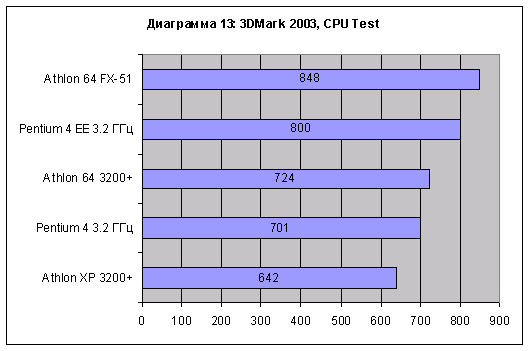 Диаграмма 13: 3DMark 2003, CPU Test
Athlon 64 FX-51
848
Pentium 4 EE 3.2 ГГц
800
Athlon 64 3200+
724
Pentium 4 3.2 ГГц
701
Athlon XP 3200+
642
0 100 200 300 400 500 600 700 800 900